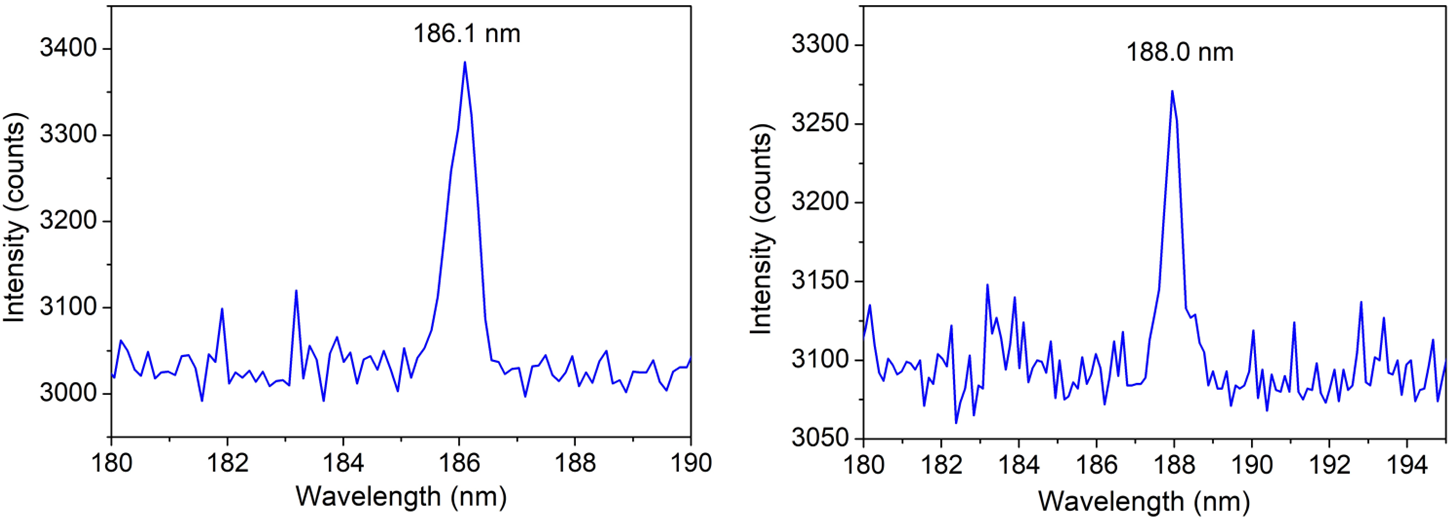 186.1 nm
3400
3300
3200
3100
3000
Intensity (counts)
180 182 184 186 188 190
Wavelength (nm)
188.0 nm
3300
3250
3200
3150
3100
3050
Intensity (counts)
180 182 184 186 188 190 192 194
Wavelength (nm)